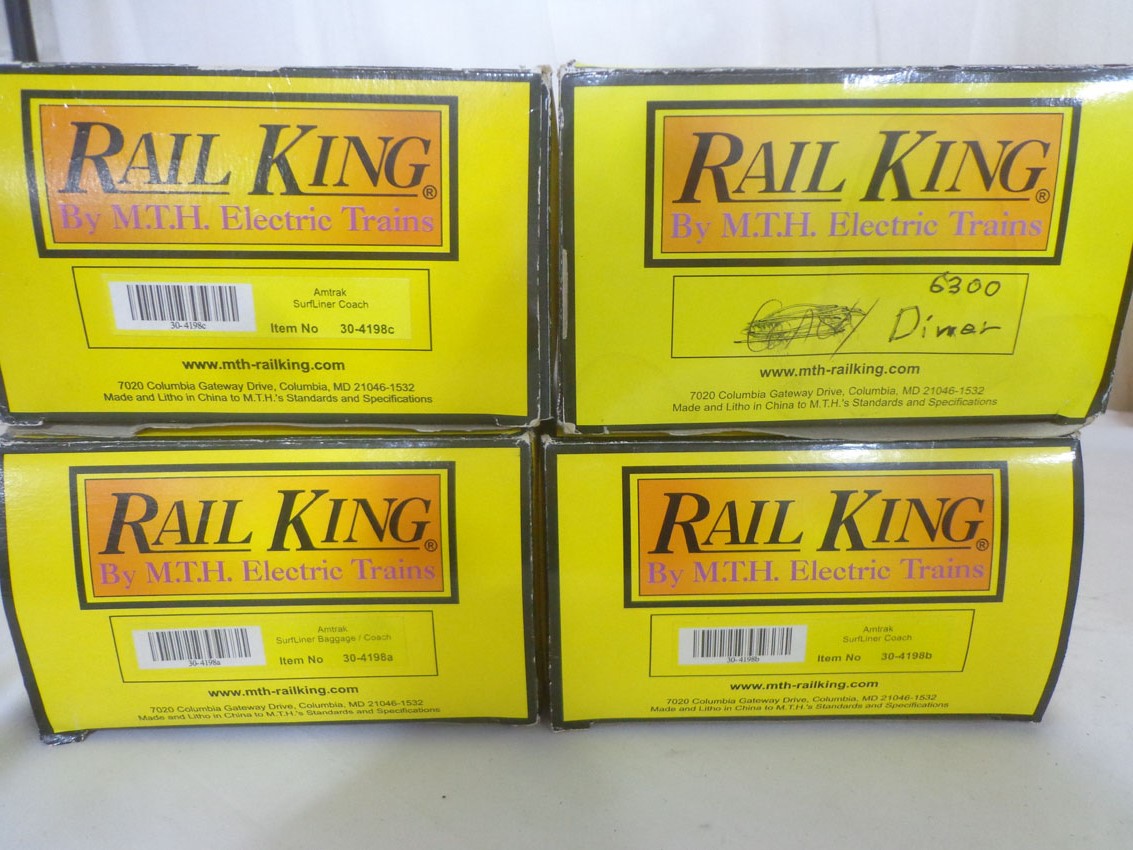 RAIL KING®
By M.T.H. Electric Trains
30-4198c
Amtrak
SurfLiner Coach
Item No 30-4198c
www.mth-railking.com
7020 Columbia Gateway Drive, Columbia, MD 21046-1532
Made and Litho in China to M.T.H.'s Standards and Specifications
RAIL KING®
By M.T.H. Electric Trains
6300
Diner
www.mth-railking.com
7020 Columbia Gateway Drive, Columbia, MD 21046-1532
Made and Litho in China to M.T.H.'s Standards and Specifications
RAIL KING®
By M.T.H. Electric Trains
30-4198a
Amtrak
SurfLiner Baggage / Coach
Item No 30-4198a
www.mth-railking.com
7020 Columbia Gateway Drive, Columbia, MD 21046-1532
Made and Litho in China to M.T.H.'s Standards and Specifications
RAIL KING®
By M.T.H. Electric Trains
30-4198b
Amtrak
SurfLiner Coach
Item No 30-4198b
www.mth-railking.com
7020 Columbia Gateway Drive, Columbia, MD 21046-1532
Made and Litho in China to M.T.H.'s Standards and Specifications